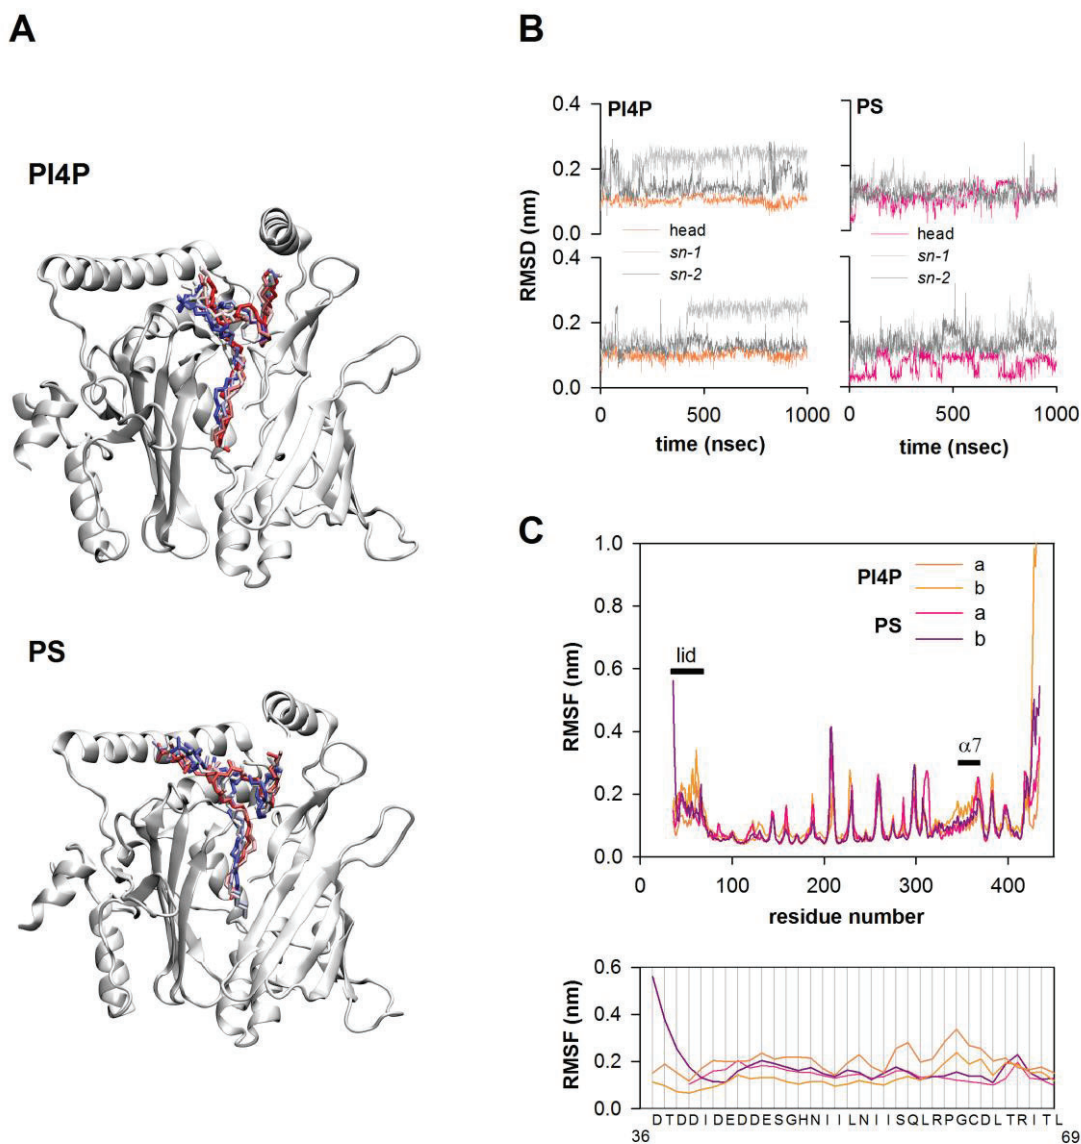 A
PI4P
PS
B
PI4P
PS
0.4
0.2
0.0
head
sn-1
sn-2
head
sn-1
sn-2
RMSD (nm)
0.4
0.2
0.0
0
500
1000
0
500
1000
time (nsec)
time (nsec)
C
1.0
0.8
0.6
0.4
0.2
0.0
RMSF (nm)
PI4P
a
b
PS
a
b
lid
α7
0
100
200
300
400
residue number
0.6
0.4
0.2
0.0
RMSF (nm)
DTDDIDEDDESGHNIILNIISQLRPGCDLTRITL
36
69